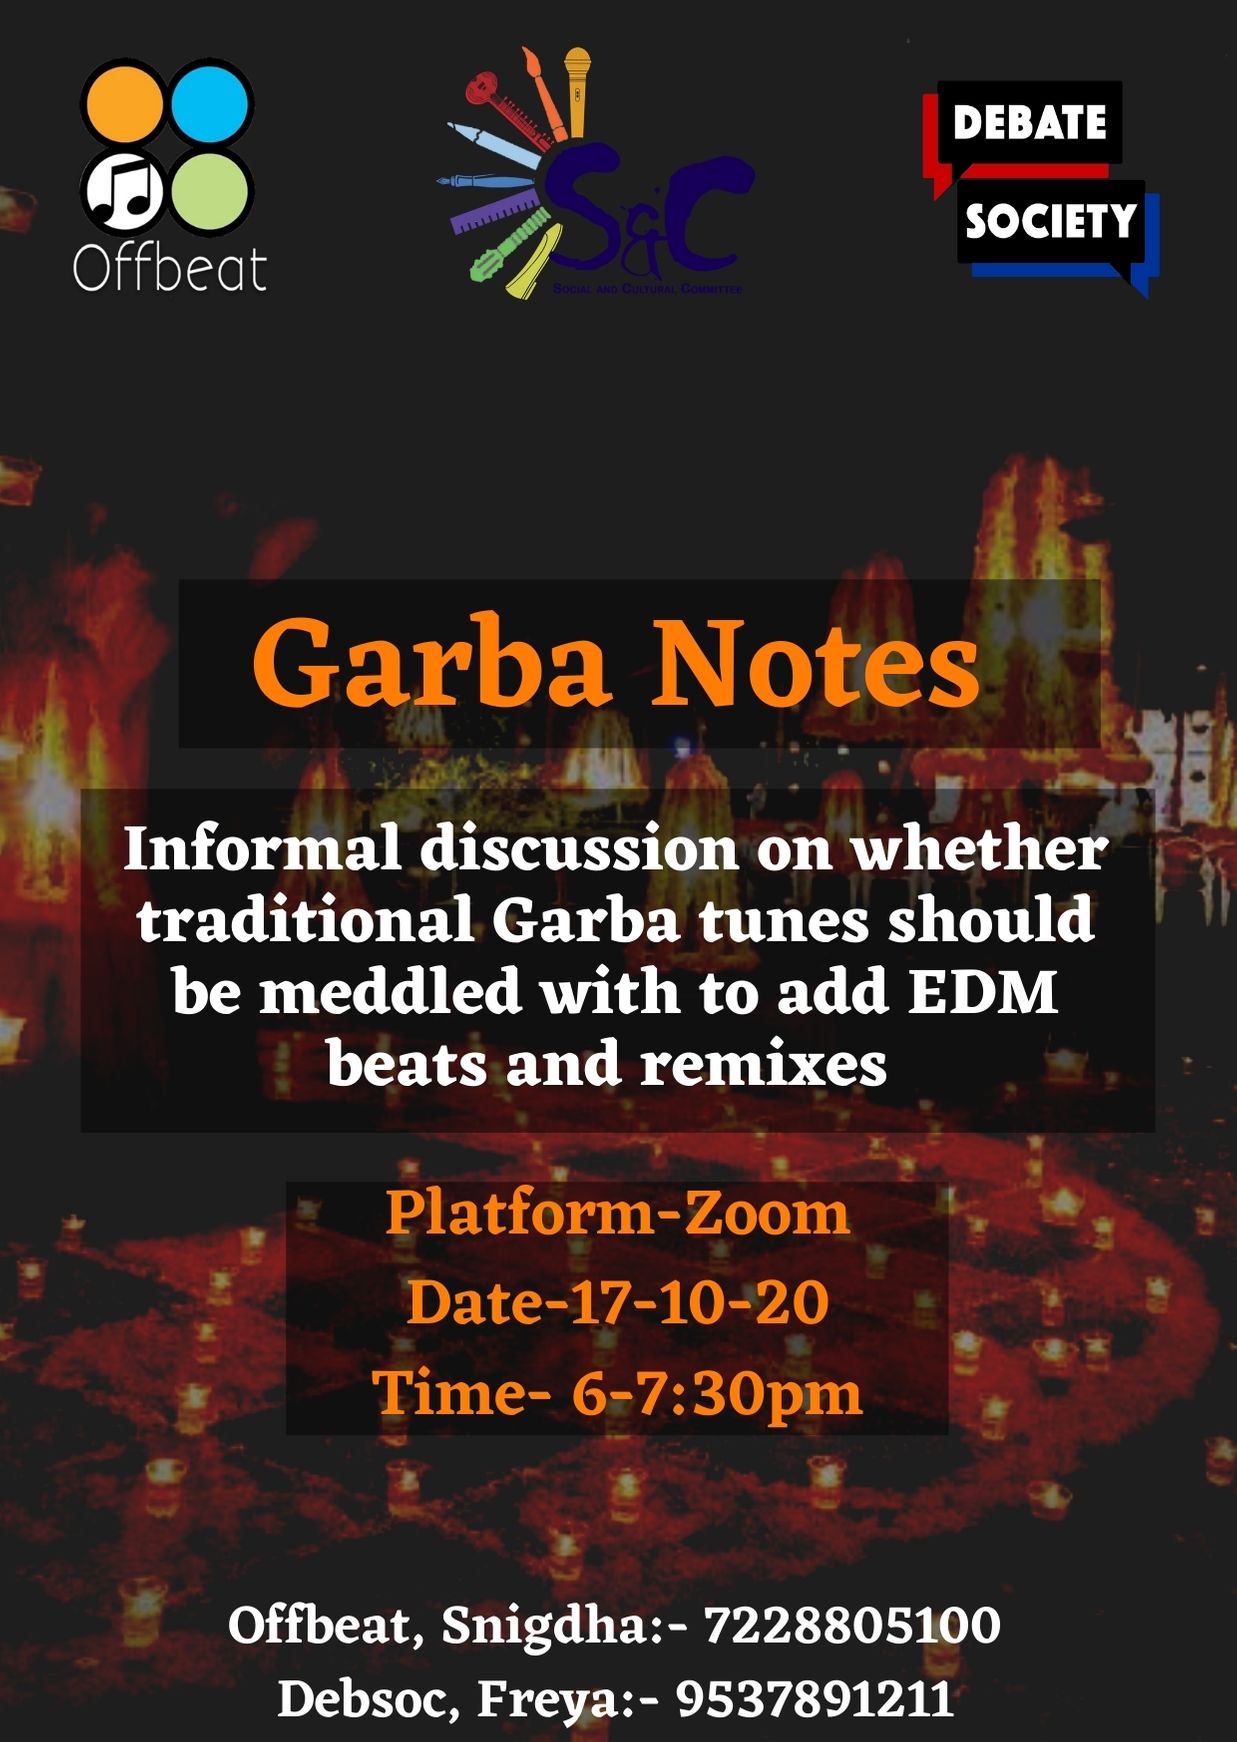 Offbeat
S&C
Social and Cultural Committee
DEBATE
SOCIETY
Garba Notes
Informal discussion on whether
traditional Garba tunes should
be meddled with to add EDM
beats and remixes
Platform-Zoom
Date-17-10-20
Time- 6-7:30pm
Offbeat, Snigdha:- 7228805100
Debsoc, Freya:- 9537891211